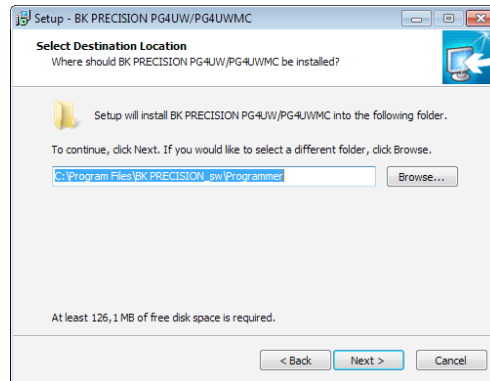 Setup - BK PRECISION PG4UW/PG4UWMC
Select Destination Location
Where should BK PRECISION PG4UW/PG4UWMC be installed?
Setup will install BK PRECISION PG4UW/PG4UWMC into the following folder.
To continue, click Next. If you would like to select a different folder, click Browse.
C:\Program Files\BK PRECISION_sw\Programmer
Browse...
At least 126,1 MB of free disk space is required.
< Back
Next >
Cancel